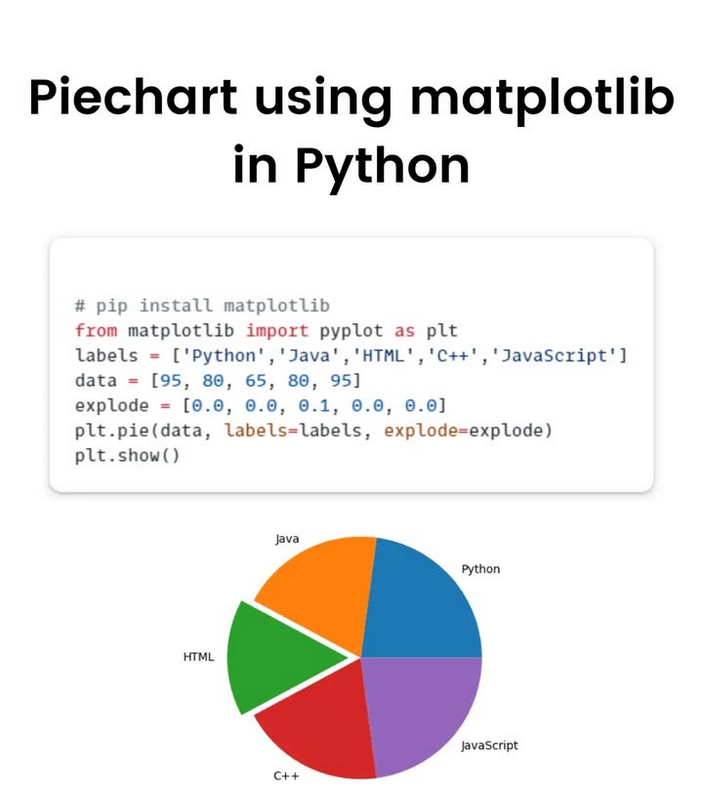 Piechart using matplotlib
in Python
# pip install matplotlib
from matplotlib import pyplot as plt
labels = ['Python','Java','HTML','C++','JavaScript']
data = [95, 80, 65, 80, 95]
explode = [0.0, 0.0, 0.1, 0.0, 0.0]
plt.pie(data, labels=labels, explode=explode)
plt.show()
Java
Python
HTML
JavaScript
C++